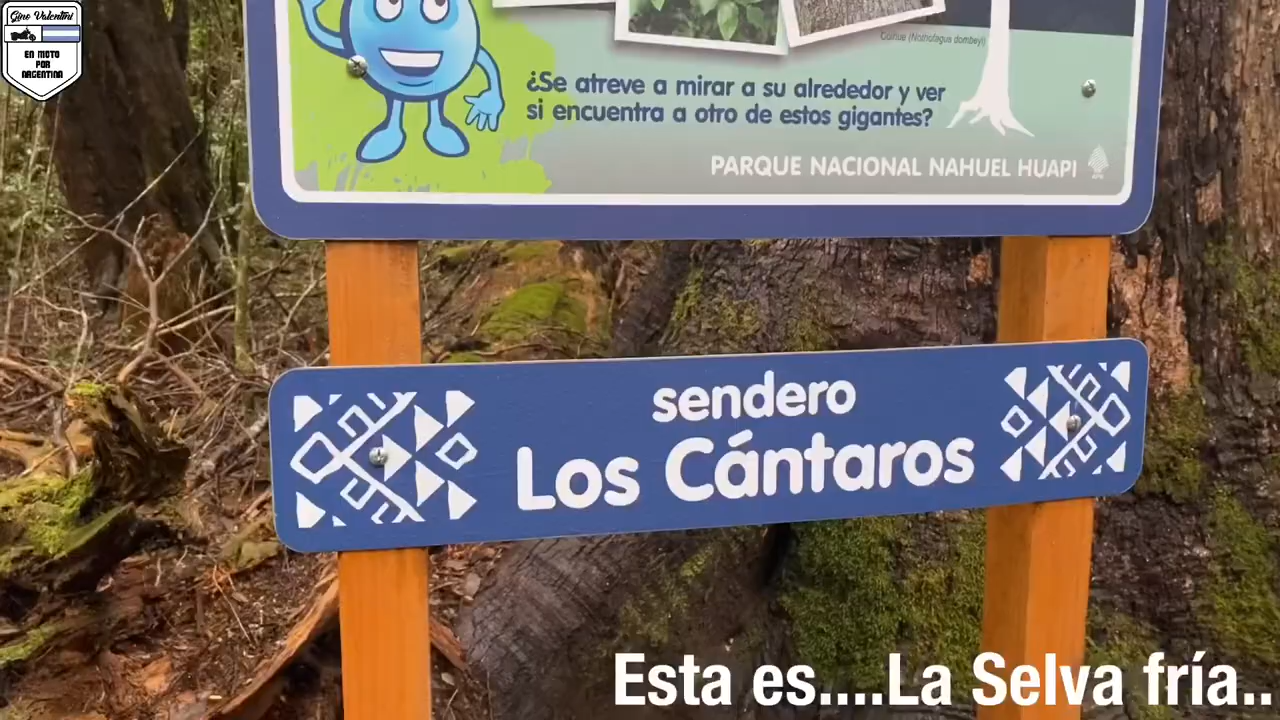 Gino Valentini
EN MOTO
POR
ARGENTINA
Coihue (Nothofagus dombeyi)
¿Se atreve a mirar a su alrededor y ver
si encuentra a otro de estos gigantes?
PARQUE NACIONAL NAHUEL HUAPI
sendero
Los Cántaros
Esta es....La Selva fría..